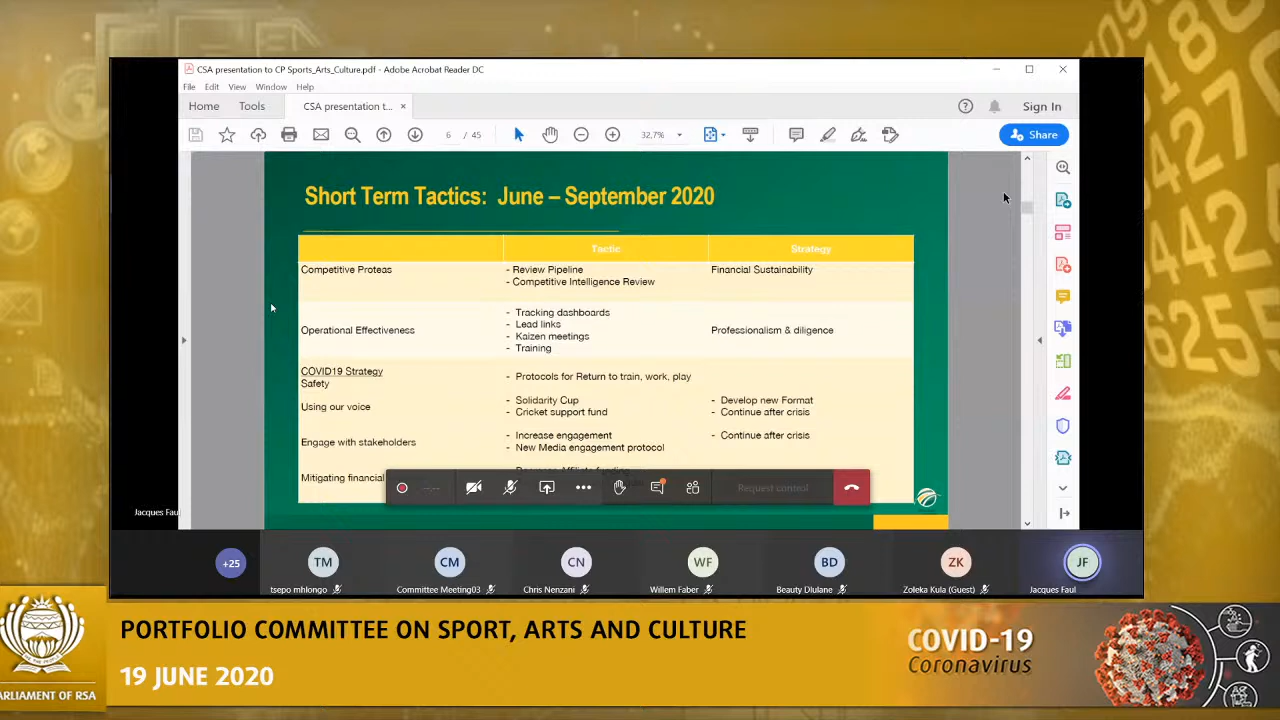 CSA presentation to CP Sports_Arts_Culture.pdf - Adobe Acrobat Reader DC
File Edit View Window Help
Home Tools CSA presentation t... × Sign In
6 / 45 32,7% Share
Short Term Tactics: June – September 2020
Tactic Strategy
Competitive Proteas - Review Pipeline Financial Sustainability
- Competitive Intelligence Review
- Tracking dashboards
- Lead links
Operational Effectiveness Professionalism & diligence
- Kaizen meetings
- Training
COVID19 Strategy
Safety - Protocols for Return to train, work, play
Using our voice - Solidarity Cup - Develop new Format
- Cricket support fund - Continue after crisis
Engage with stakeholders - Increase engagement - Continue after crisis
- New Media engagement protocol
Mitigating financial
Request control
Jacques Fau
+25 TM CM CN WF BD ZK JF
tsepo mhlongo Committee Meeting03 Chris Nenzani Willem Faber Beauty Dlulane Zoleka Kula (Guest) Jacques Faul
PORTFOLIO COMMITTEE ON SPORT, ARTS AND CULTURE
19 JUNE 2020
COVID-19
Coronavirus
ARLIAMENT OF RSA